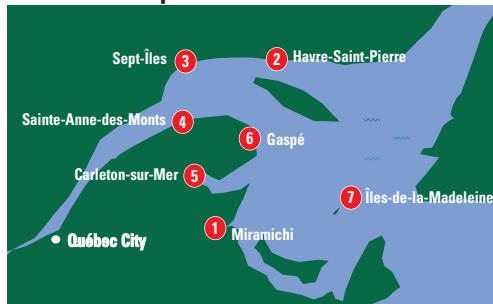 Sept-Îles 3
2 Havre-Saint-Pierre
Sainte-Anne-des-Monts 4
6 Gaspé
Carleton-sur-Mer 5
7 Îles-de-la-Madeleine
1 Miramichi
Québec City